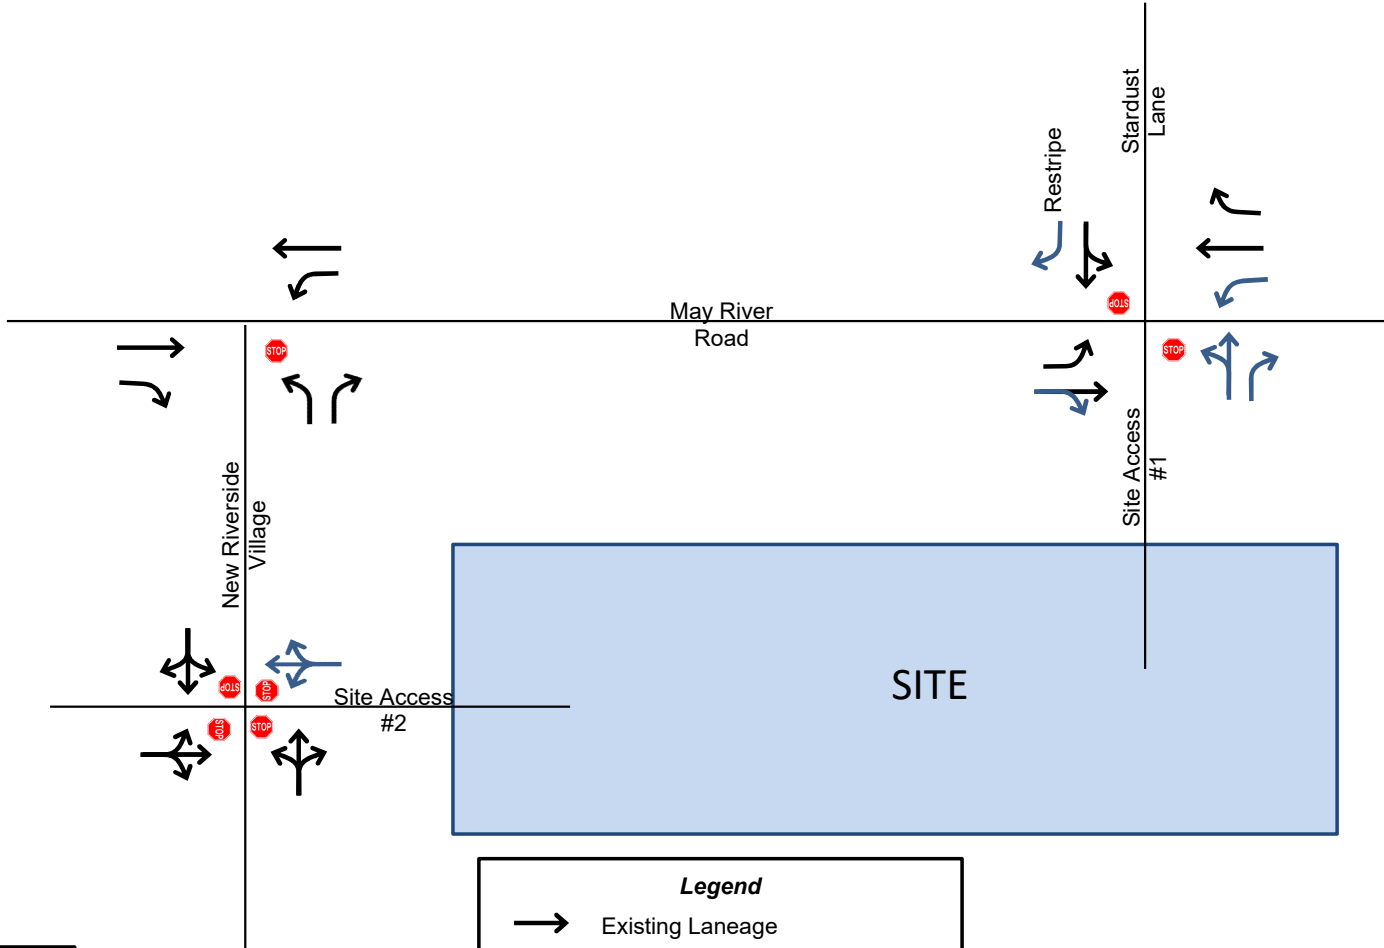 Stardust
Lane
Restripe
May River
Road
STOP
STOP
STOP
Site Access
#1
New Riverside
Village
SITE
STOP
STOP
Site Access
#2
STOP
STOP
Legend
Existing Laneage